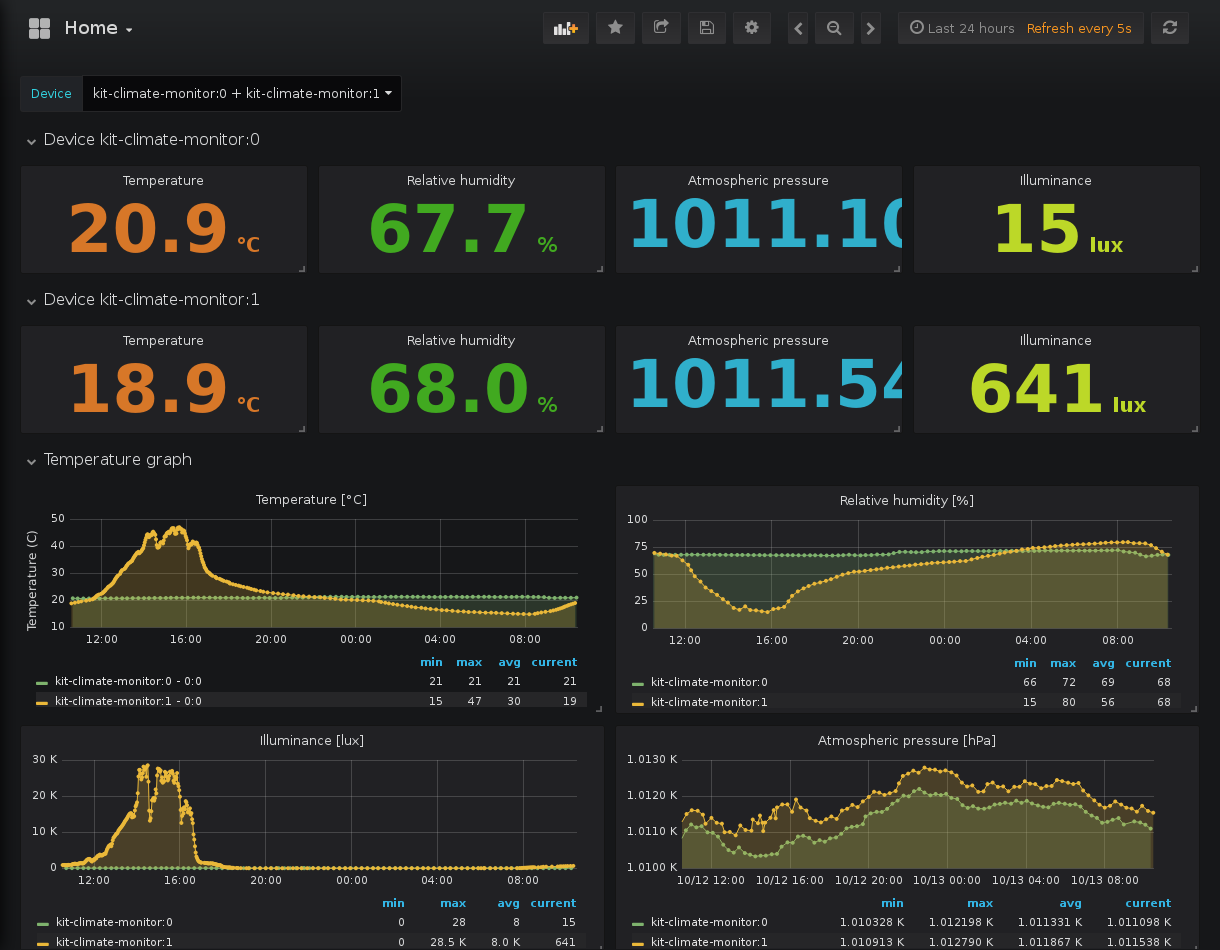 Home
Last 24 hours Refresh every 5s
Device kit-climate-monitor:0 + kit-climate-monitor:1
Device kit-climate-monitor:0
Temperature Relative humidity Atmospheric pressure Illuminance
20.9 °C 67.7 % 1011.10 15 lux
Device kit-climate-monitor:1
Temperature Relative humidity Atmospheric pressure Illuminance
18.9 °C 68.0 % 1011.54 641 lux
Temperature graph
Temperature [°C]
Temperature (C)
50
40
30
20
10
12:00 16:00 20:00 00:00 04:00 08:00
min max avg current
kit-climate-monitor:0 - 0:0 21 21 21 21
kit-climate-monitor:1 - 0:0 15 47 30 19
Relative humidity [%]
100
75
50
25
0
12:00 16:00 20:00 00:00 04:00 08:00
min max avg current
kit-climate-monitor:0 66 72 69 68
kit-climate-monitor:1 15 80 56 68
Illuminance [lux]
30 K
20 K
10 K
0
12:00 16:00 20:00 00:00 04:00 08:00
min max avg current
kit-climate-monitor:0 0 28 8 15
kit-climate-monitor:1 0 28.5 K 8.0 K 641
Atmospheric pressure [hPa]
1.0130 K
1.0120 K
1.0110 K
1.0100 K
10/12 12:00 10/12 16:00 10/12 20:00 10/13 00:00 10/13 04:00 10/13 08:00
min max avg current
kit-climate-monitor:0 1.010328 K 1.012198 K 1.011331 K 1.011098 K
kit-climate-monitor:1 1.010913 K 1.012790 K 1.011867 K 1.011538 K